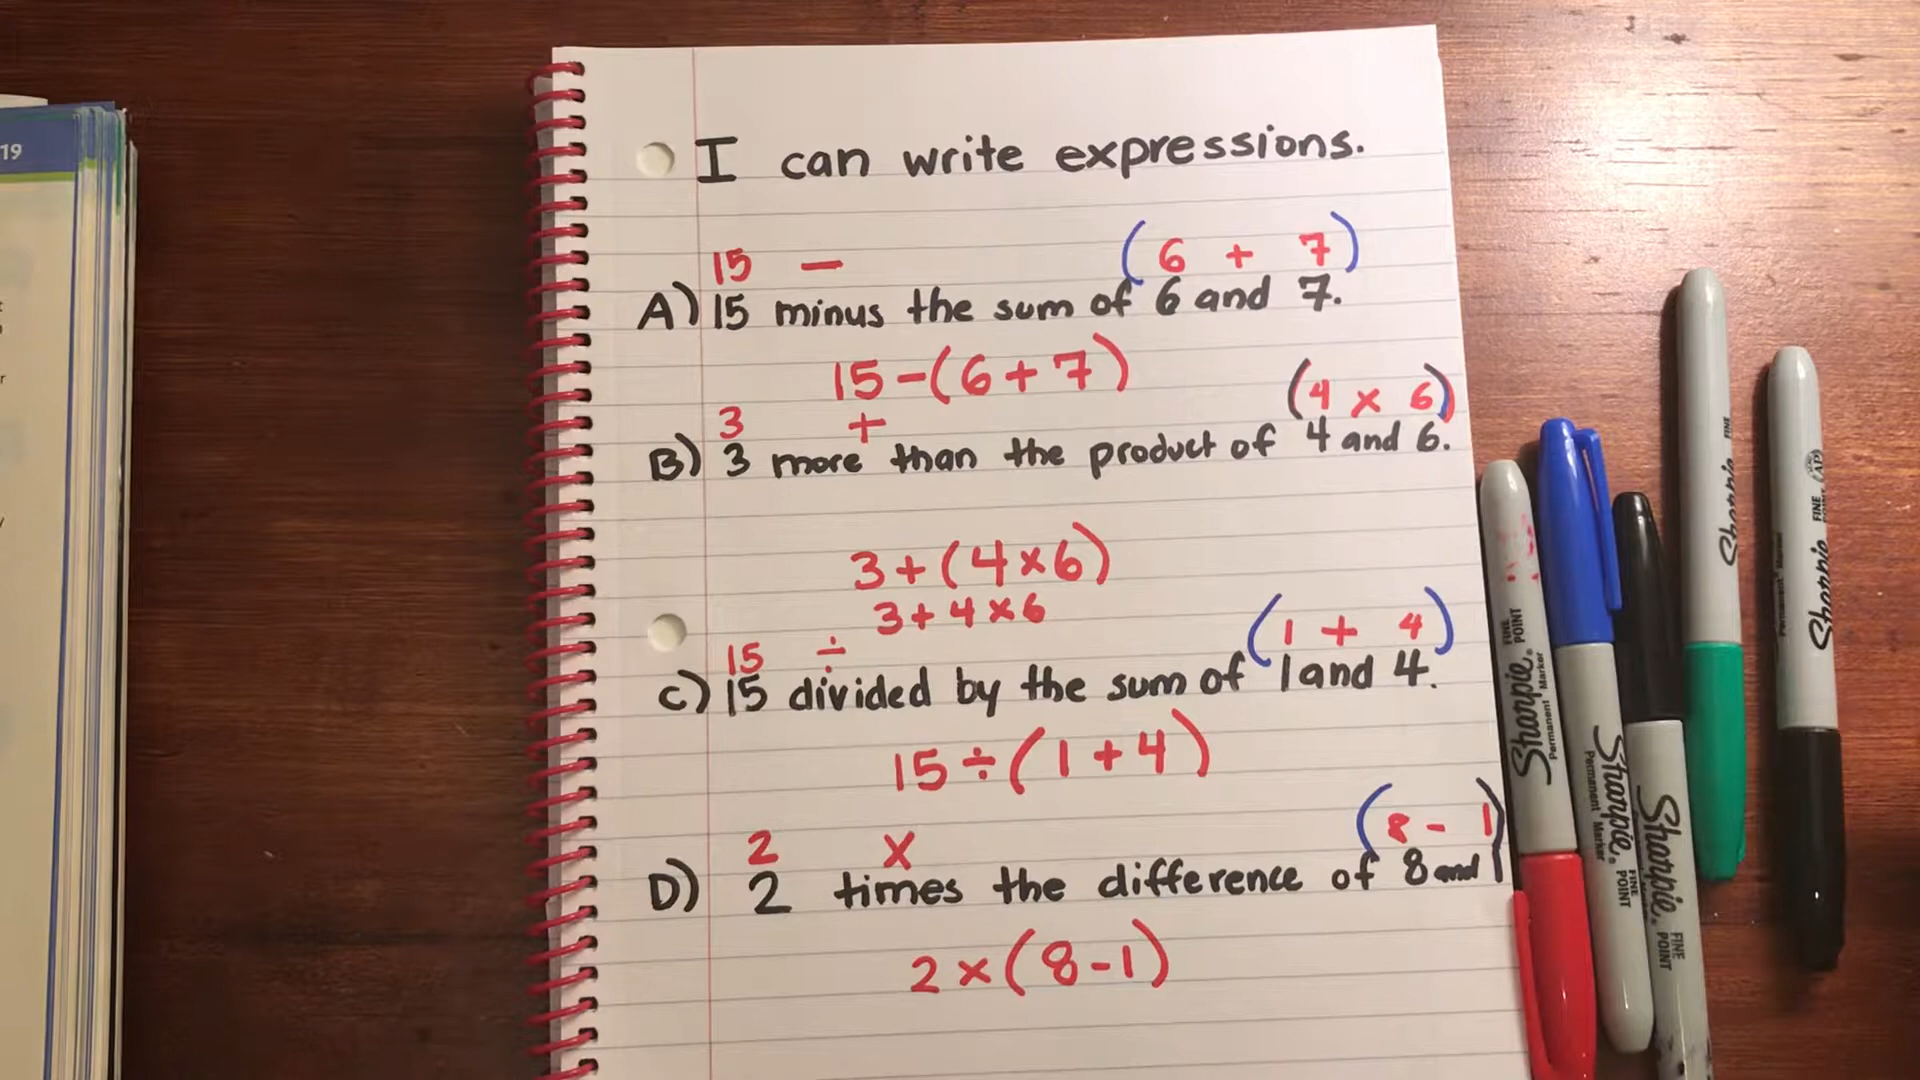 19
I can write expressions.
15 − (6 + 7)
A) 15 minus the sum of 6 and 7.
15-(6+7)
3 + (4 × 6)
B) 3 more than the product of 4 and 6.
3+(4×6)
3+4×6
15 ÷ (1 + 4)
C) 15 divided by the sum of 1 and 4.
15÷(1+4)
2 × (8 - 1)
D) 2 times the difference of 8 and 1
2×(8-1)
Sharpie.
FINE POINT
Permanent Marker
Sharpie.
FINE POINT
Permanent Marker
Sharpie.
FINE POINT
Sharpie
FINE
Sharpie
FINE
AP